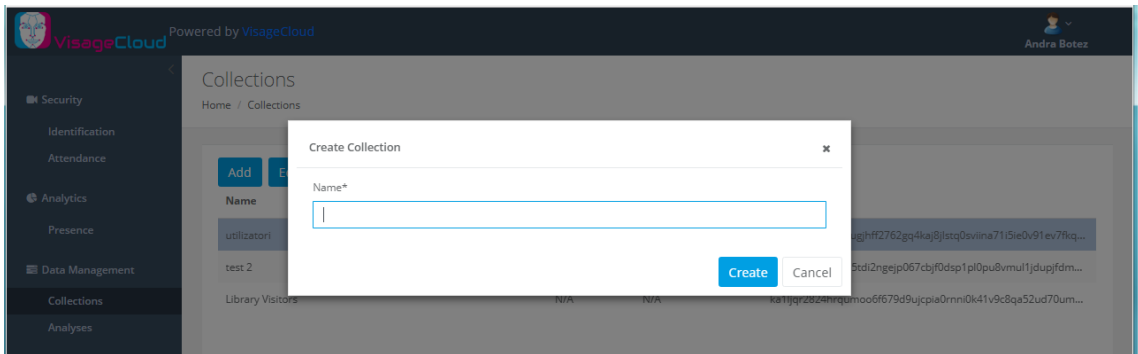 VisageCloud Powered by VisageCloud
Andra Botez
Collections
Home / Collections
Security
Identification
Attendance
Analytics
Presence
Data Management
Collections
Analyses
Create Collection
Name*
Create Cancel
Add
Name
utilizatori
test 2
Library Visitors N/A N/A